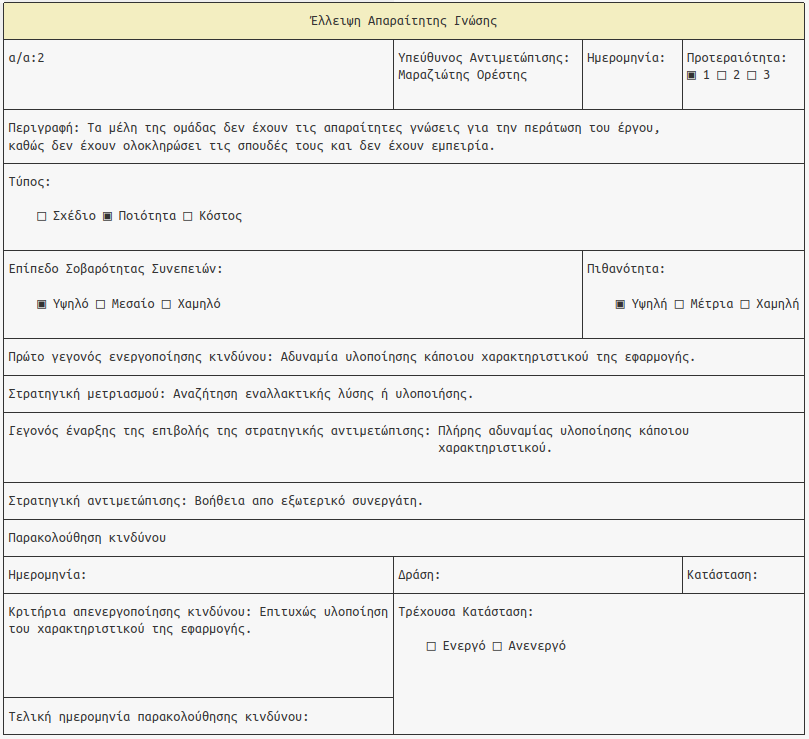 Έλλειψη Απαραίτητης Γνώσης
α/α:2
Υπεύθυνος Αντιμετώπισης:
Μαραζιώτης Ορέστης
Ημερομηνία:
Προτεραιότητα:
▣ 1 □ 2 □ 3
Περιγραφή: Τα μέλη της ομάδας δεν έχουν τις απαραίτητες γνώσεις για την περάτωση του έργου,
καθώς δεν έχουν ολοκληρώσει τις σπουδές τους και δεν έχουν εμπειρία.
Τύπος:
□ Σχέδιο ▣ Ποιότητα □ Κόστος
Επίπεδο Σοβαρότητας Συνεπειών:
▣ Υψηλό □ Μεσαίο □ Χαμηλό
Πιθανότητα:
▣ Υψηλή □ Μέτρια □ Χαμηλή
Πρώτο γεγονός ενεργοποίησης κινδύνου: Αδυναμία υλοποίησης κάποιου χαρακτηριστικού της εφαρμογής.
Στρατηγική μετριασμού: Αναζήτηση εναλλακτικής λύσης ή υλοποιήσης.
Γεγονός έναρξης της επιβολής της στρατηγικής αντιμετώπισης: Πλήρης αδυναμίας υλοποίησης κάποιου
χαρακτηριστικού.
Στρατηγική αντιμετώπισης: Βοήθεια απο εξωτερικό συνεργάτη.
Παρακολούθηση κινδύνου
Ημερομηνία:
Δράση:
Κατάσταση:
Κριτήρια απενεργοποίησης κινδύνου: Επιτυχώς υλοποίηση
του χαρακτηριστικού της εφαρμογής.
Τρέχουσα Κατάσταση:
□ Ενεργό □ Ανενεργό
Τελική ημερομηνία παρακολούθησης κινδύνου: